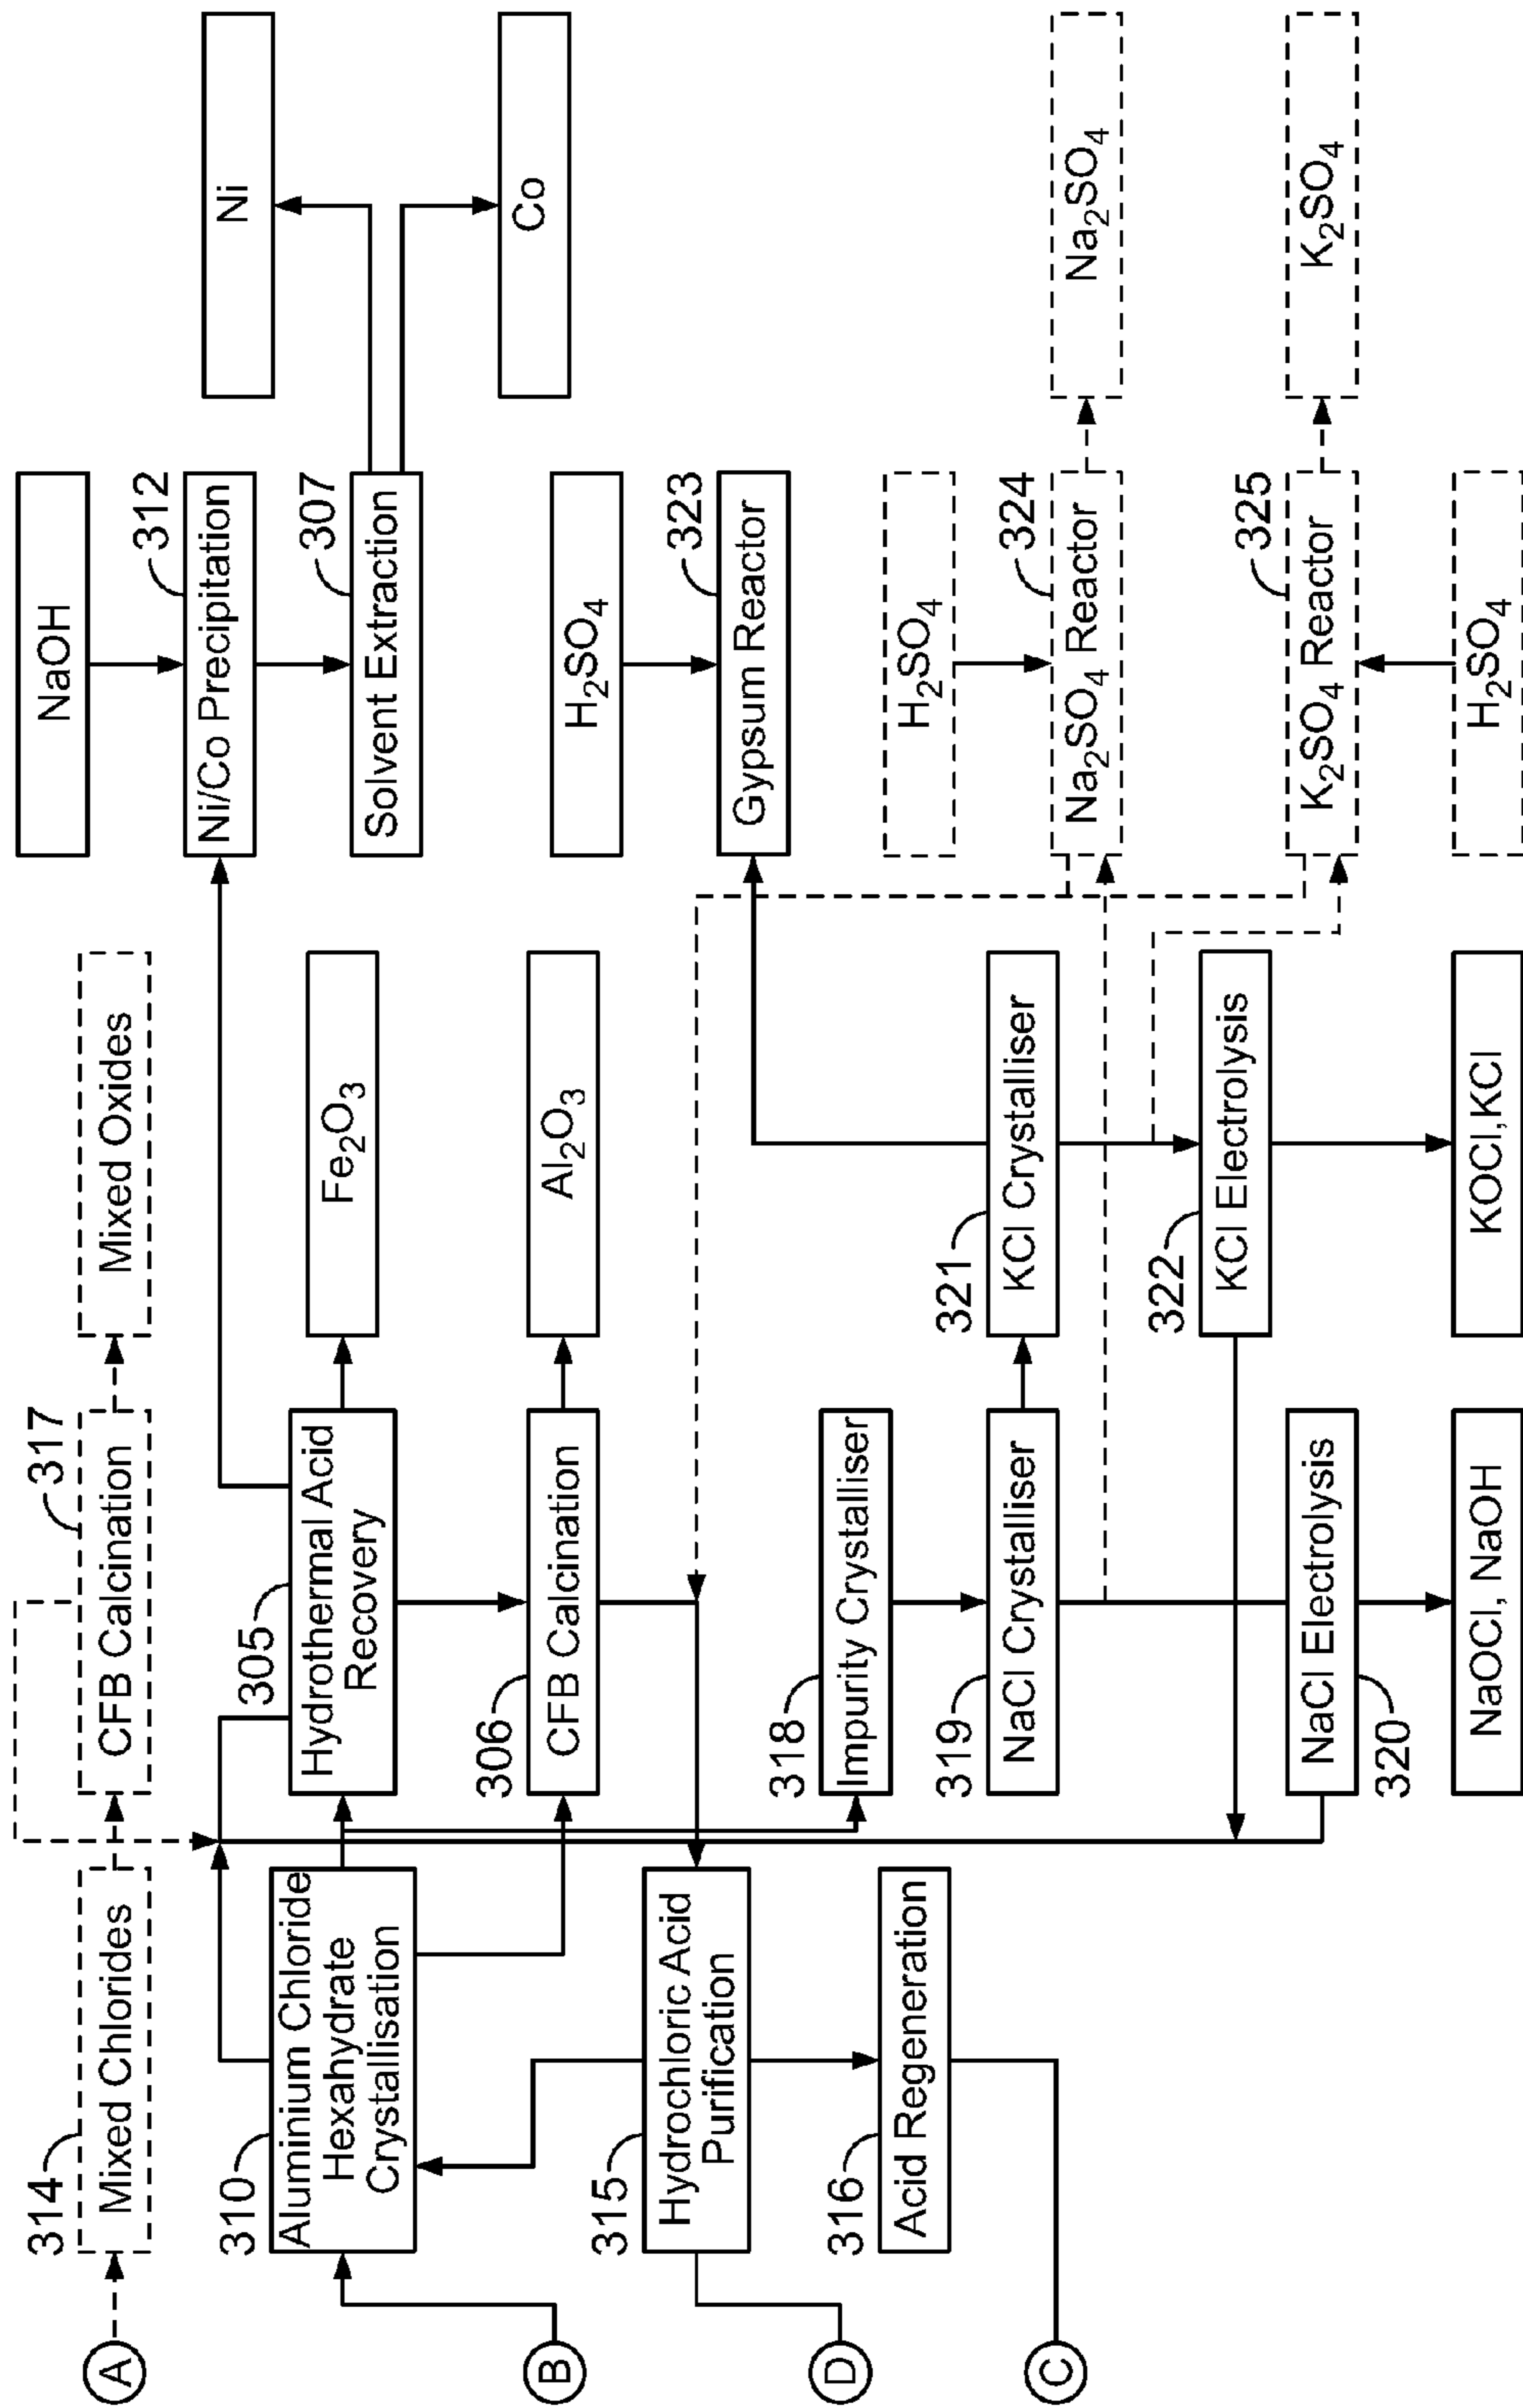 A
314
Mixed Chlorides
317
CFB Calcination
Mixed Oxides
NaOH
312
Ni/Co Precipitation
Ni
B
310
Aluminium Chloride
Hexahydrate
Crystallisation
305
Hydrothermal Acid
Recovery
Fe₂O₃
307
Solvent Extraction
Co
306
CFB Calcination
Al₂O₃
H₂SO₄
D
315
Hydrochloric Acid
Purification
323
Gypsum Reactor
C
316
Acid Regeneration
318
Impurity Crystalliser
319
NaCl Crystalliser
321
KCl Crystalliser
H₂SO₄
324
Na₂SO₄ Reactor
Na₂SO₄
322
KCl Electrolysis
325
K₂SO₄ Reactor
K₂SO₄
NaCl Electrolysis
320
NaOCl, NaOH
KOCl,KCl
H₂SO₄